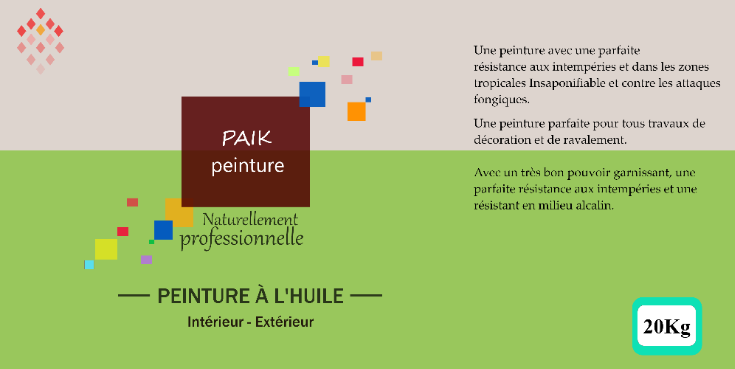 PAIK
peinture
Naturellement
professionnelle
PEINTURE À L'HUILE
Intérieur - Extérieur
Une peinture avec une parfaite
résistance aux intempéries et dans les zones
tropicales Insaponifiable et contre les attaques
fongiques.
Une peinture parfaite pour tous travaux de
décoration et de ravalement.
Avec un très bon pouvoir garnissant, une
parfaite résistance aux intempéries et une
résistant en milieu alcalin.
20Kg